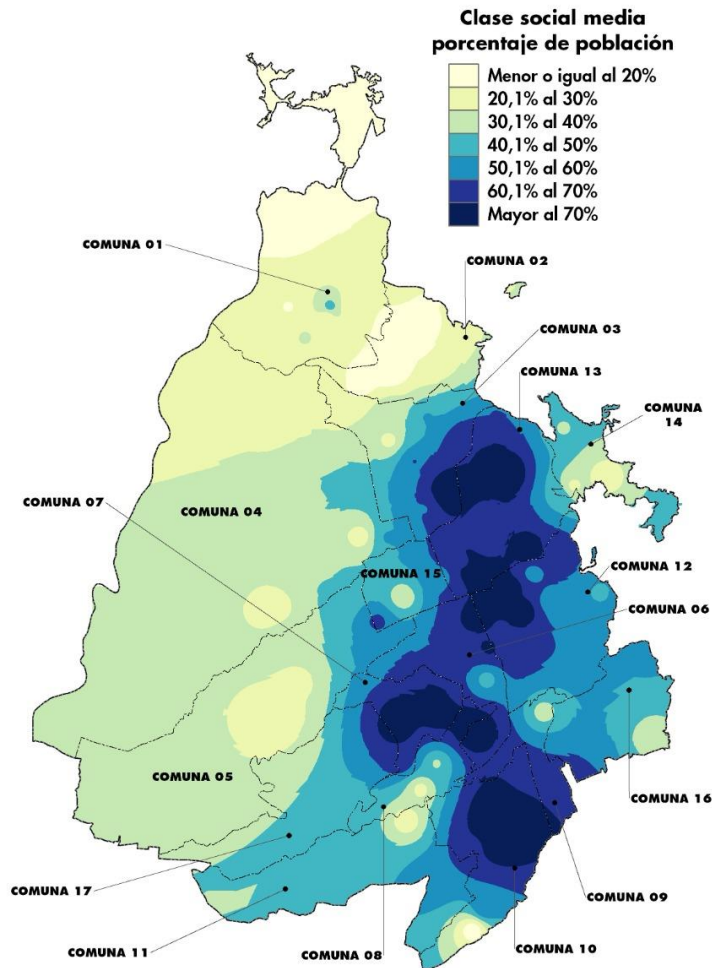 Clase social media
porcentaje de población
Menor o igual al 20%
20,1% al 30%
30,1% al 40%
40,1% al 50%
50,1% al 60%
60,1% al 70%
Mayor al 70%
COMUNA 01
COMUNA 02
COMUNA 03
COMUNA 13
COMUNA
14
COMUNA 07
COMUNA 04
COMUNA 15
COMUNA 12
COMUNA 06
COMUNA 05
COMUNA 16
COMUNA 17
COMUNA 09
COMUNA 11
COMUNA 08
COMUNA 10